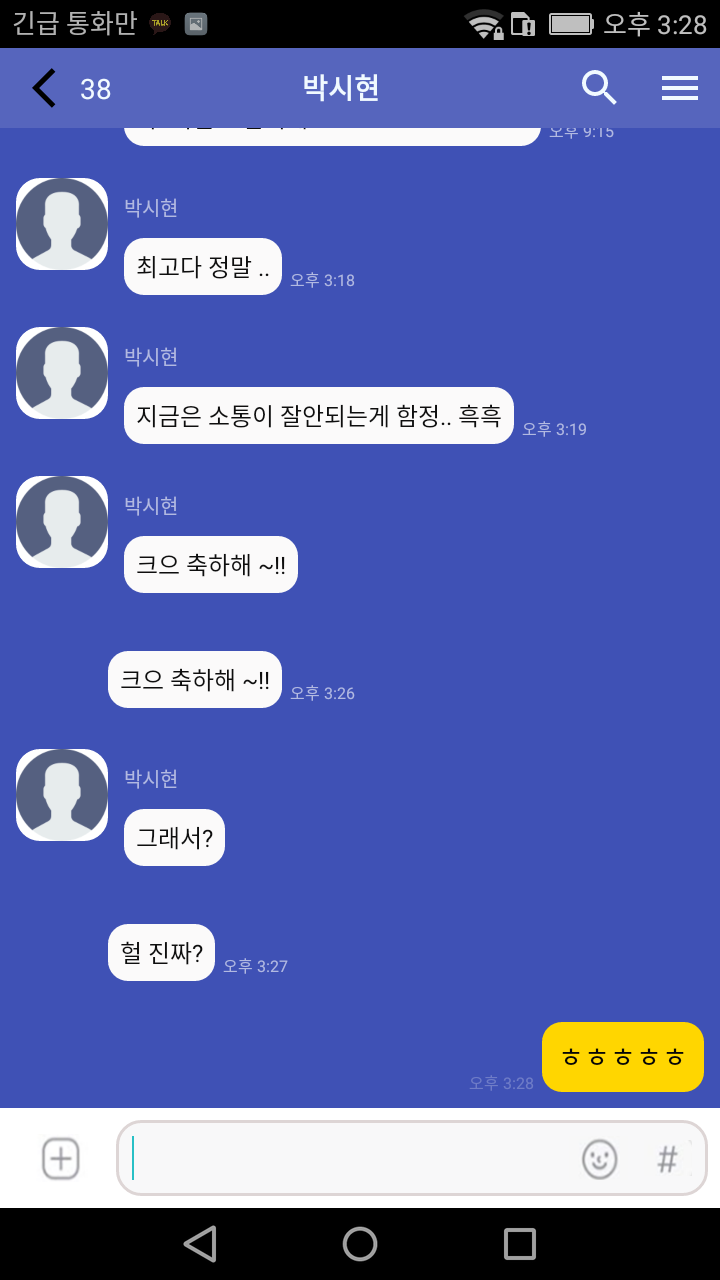 긴급 통화만 TALK 오후 3:28
38 박시현
오후 9:15
박시현
최고다 정말 .. 오후 3:18
박시현
지금은 소통이 잘안되는게 함정.. 흑흑 오후 3:19
박시현
크으 축하해 ~!!
크으 축하해 ~!! 오후 3:26
박시현
그래서?
헐 진짜? 오후 3:27
오후 3:28 ㅎㅎㅎㅎㅎ
#